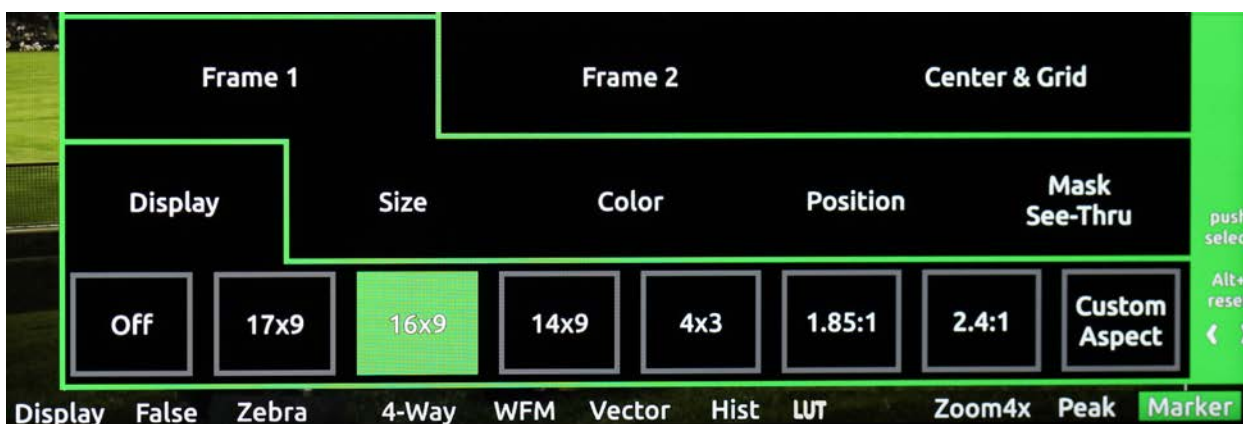 Frame 1 Frame 2 Center & Grid
Display Size Color Position Mask
See-Thru
Off 17x9 16x9 14x9 4x3 1.85:1 2.4:1 Custom
Aspect
Display False Zebra 4-Way WFM Vector Hist LUT Zoom4x Peak Marker